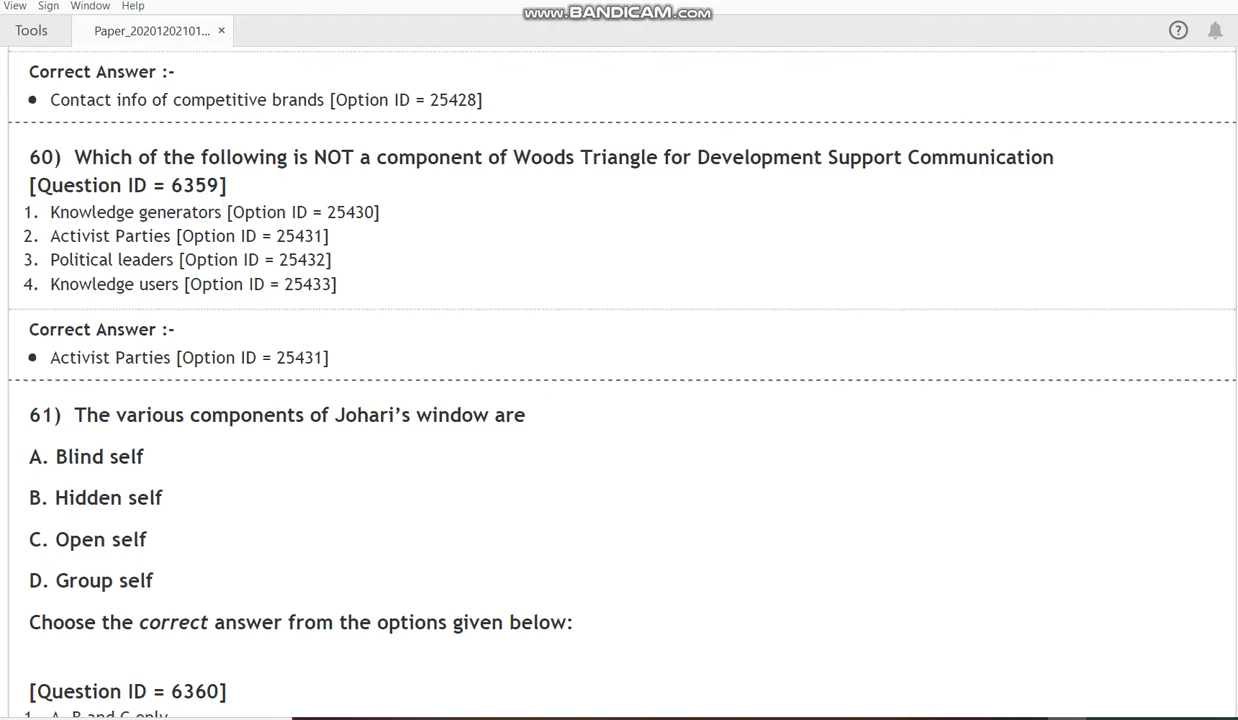 View Sign Window Help
www.BANDICAM.com
Tools Paper_20201202101... ×
Correct Answer :-
• Contact info of competitive brands [Option ID = 25428]
60) Which of the following is NOT a component of Woods Triangle for Development Support Communication
[Question ID = 6359]
1. Knowledge generators [Option ID = 25430]
2. Activist Parties [Option ID = 25431]
3. Political leaders [Option ID = 25432]
4. Knowledge users [Option ID = 25433]
Correct Answer :-
• Activist Parties [Option ID = 25431]
61) The various components of Johari’s window are
A. Blind self
B. Hidden self
C. Open self
D. Group self
Choose the correct answer from the options given below:
[Question ID = 6360]
1. A, B and C only